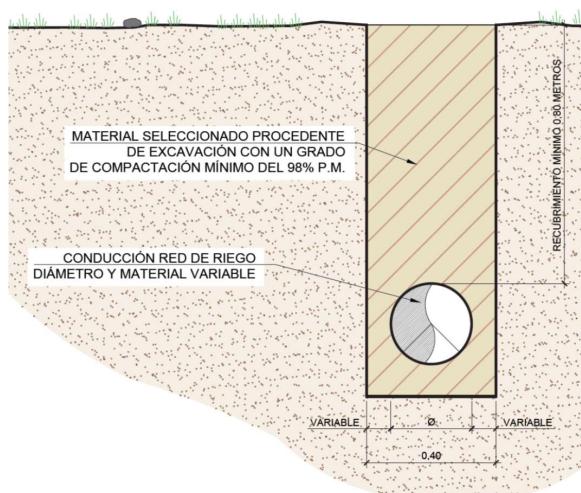 MATERIAL SELECCIONADO PROCEDENTE
DE EXCAVACIÓN CON UN GRADO
DE COMPACTACIÓN MÍNIMO DEL 98% P.M.
RECUBRIMIENTO MÍNIMO 0.80 METROS
CONDUCCIÓN RED DE RIEGO
DIÁMETRO Y MATERIAL VARIABLE
VARIABLE Ø VARIABLE
0,40